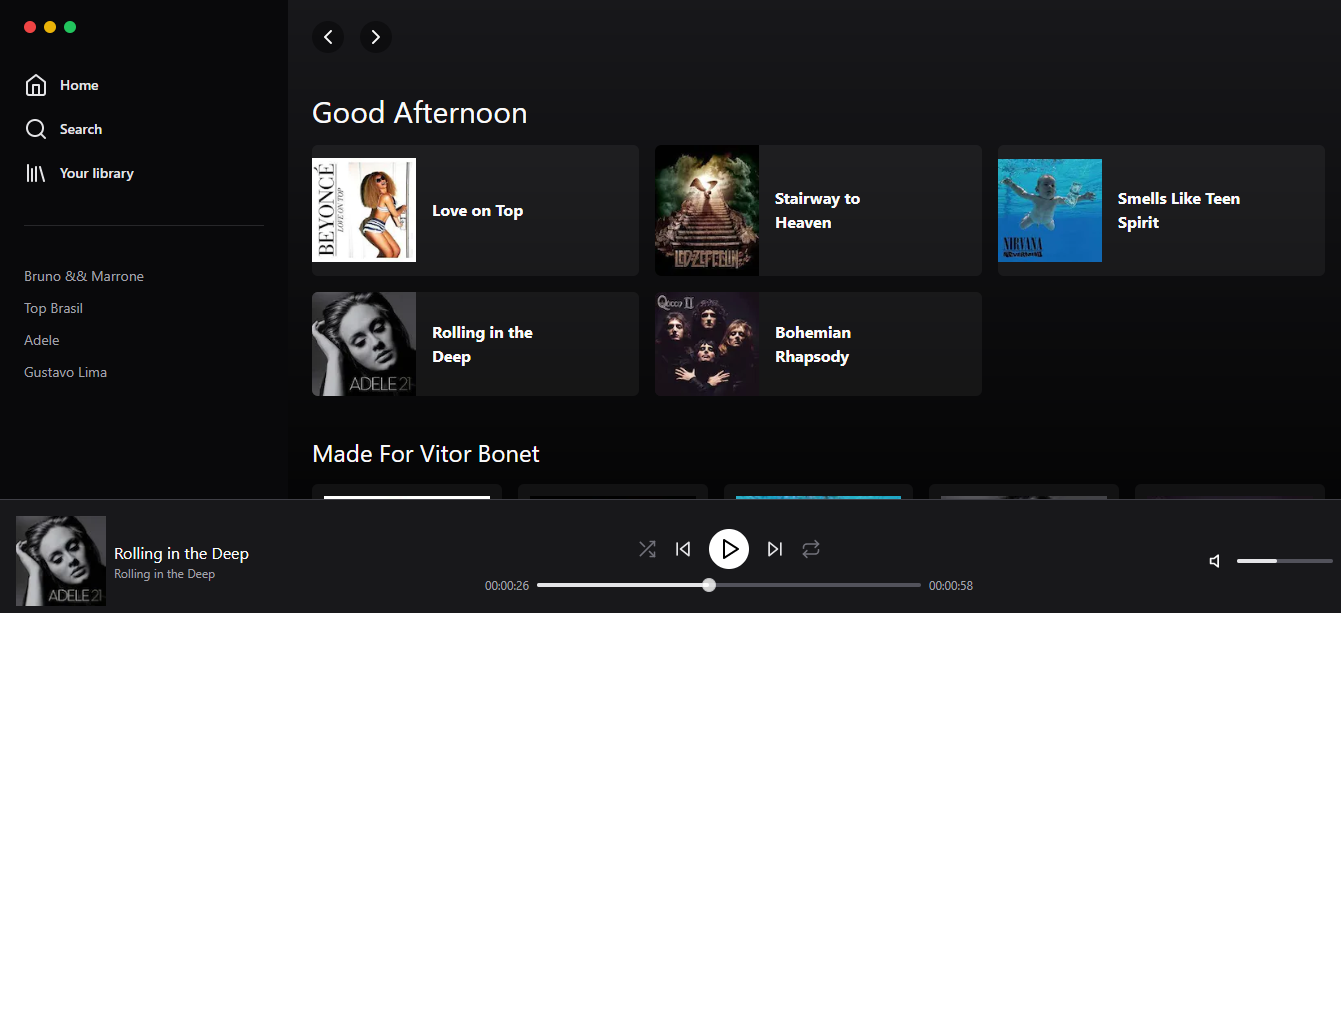 Home
Search
Your library
Bruno && Marrone
Top Brasil
Adele
Gustavo Lima
Good Afternoon
BEYONCÉ
LOVE ON TOP
Love on Top
LED-ZEPPELIN
Stairway to
Heaven
NIRVANA
NEVERMIND
Smells Like Teen
Spirit
ADELE 21
Rolling in the
Deep
Queen II
Bohemian
Rhapsody
Made For Vitor Bonet
ADELE 21
Rolling in the Deep
Rolling in the Deep
00:00:26
00:00:58